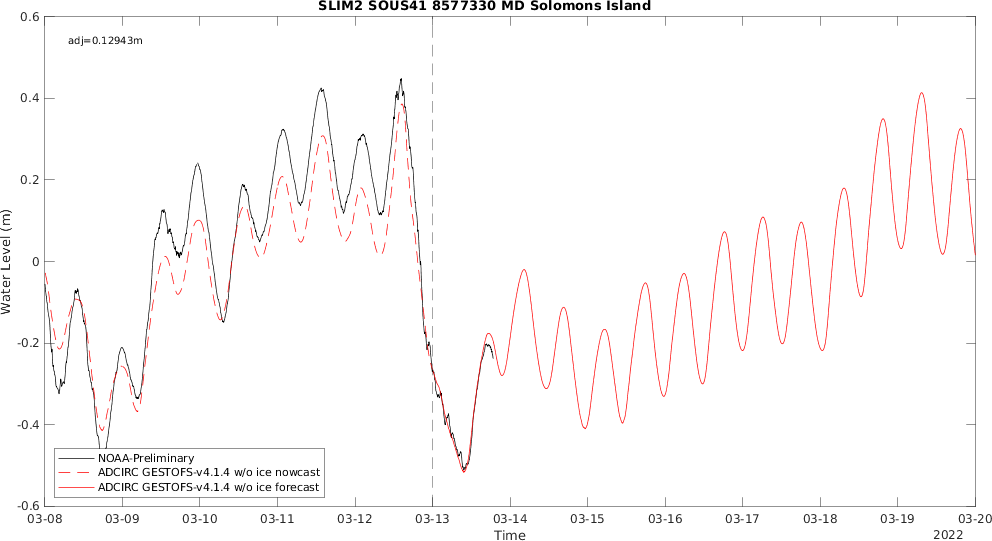 SLIM2 SOUS41 8577330 MD Solomons Island
adj=0.12943m
0.6
0.4
0.2
0
-0.2
-0.4
-0.6
Water Level (m)
NOAA-Preliminary
ADCIRC GESTOFS-v4.1.4 w/o ice nowcast
ADCIRC GESTOFS-v4.1.4 w/o ice forecast
03-08 03-09 03-10 03-11 03-12 03-13 03-14 03-15 03-16 03-17 03-18 03-19 03-20
Time
2022